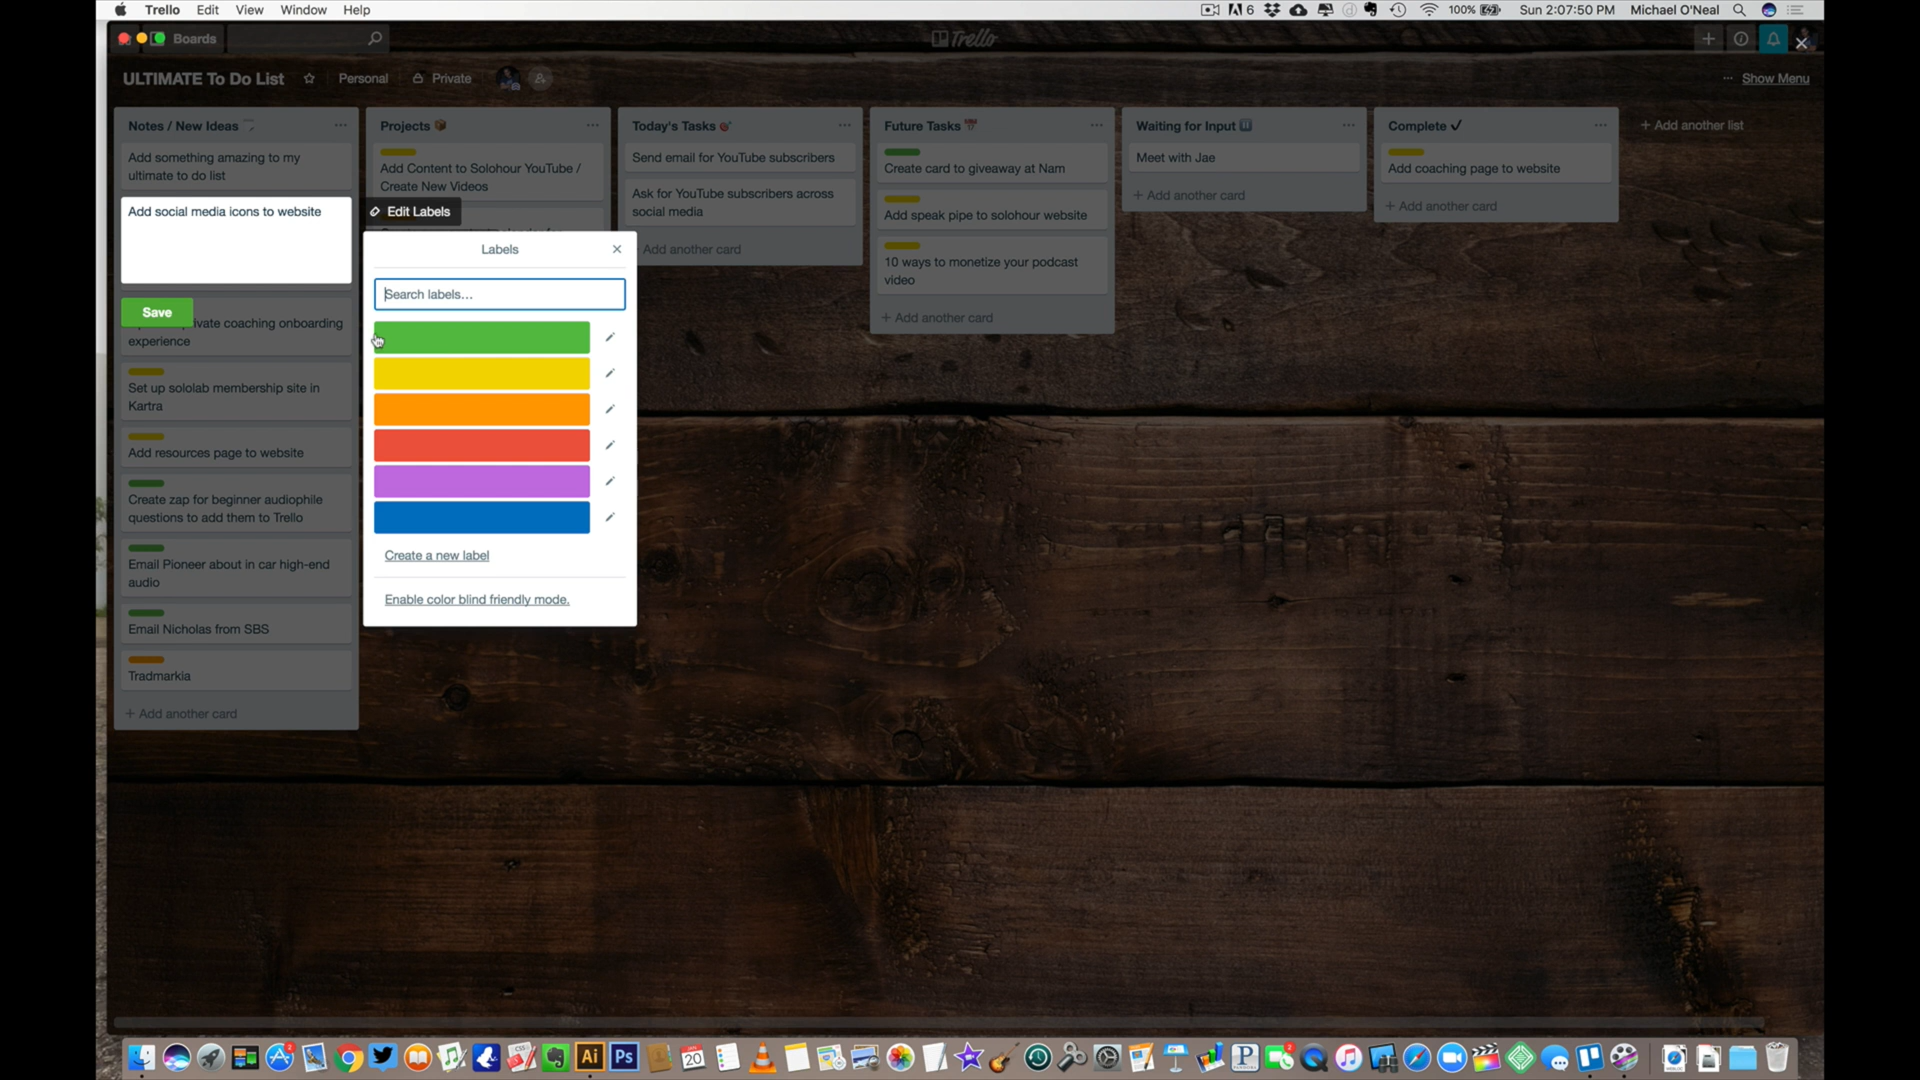 Trello Edit View Window Help
6 100% Sun 2:07:50 PM Michael O'Neal
Boards
Trello
ULTIMATE To Do List Personal Private
Show Menu
Notes / New Ideas
Add something amazing to my
ultimate to do list
Add social media icons to website
Save
private coaching onboarding
experience
Set up sololab membership site in
Kartra
Add resources page to website
Create zap for beginner audiophile
questions to add them to Trello
Email Pioneer about in car high-end
audio
Email Nicholas from SBS
Tradmarkia
+ Add another card
Projects
Add Content to Solohour YouTube /
Create New Videos
Edit Labels
Labels
Search labels...
Create a new label
Enable color blind friendly mode.
Today's Tasks
Send email for YouTube subscribers
Ask for YouTube subscribers across
social media
Add another card
Future Tasks
Create card to giveaway at Nam
Add speak pipe to solohour website
10 ways to monetize your podcast
video
+ Add another card
Waiting for Input
Meet with Jae
+ Add another card
Complete ✓
Add coaching page to website
+ Add another card
+ Add another list
Ai Ps
20